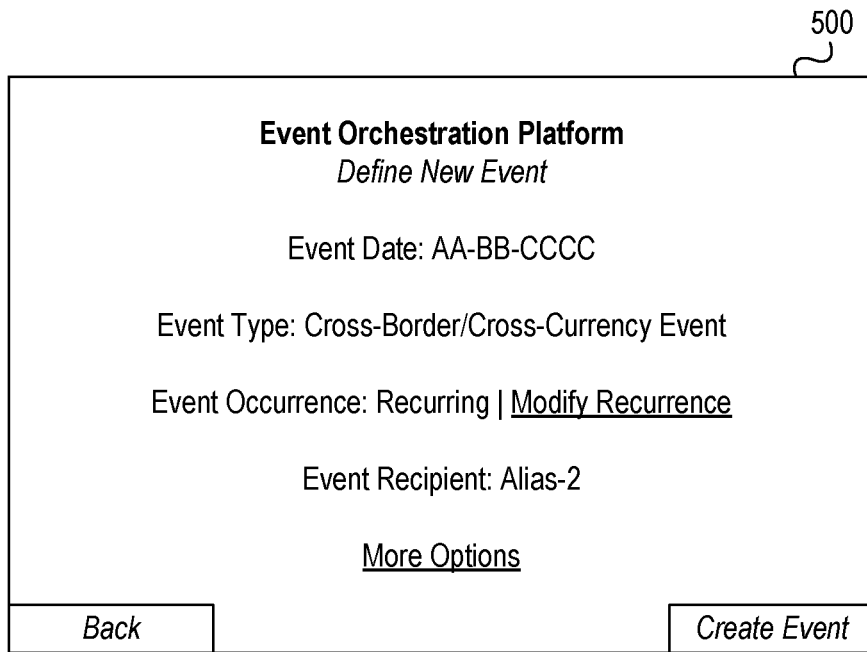 500
Event Orchestration Platform
Define New Event
Event Date: AA-BB-CCCC
Event Type: Cross-Border/Cross-Currency Event
Event Occurrence: Recurring | Modify Recurrence
Event Recipient: Alias-2
More Options
Back
Create Event